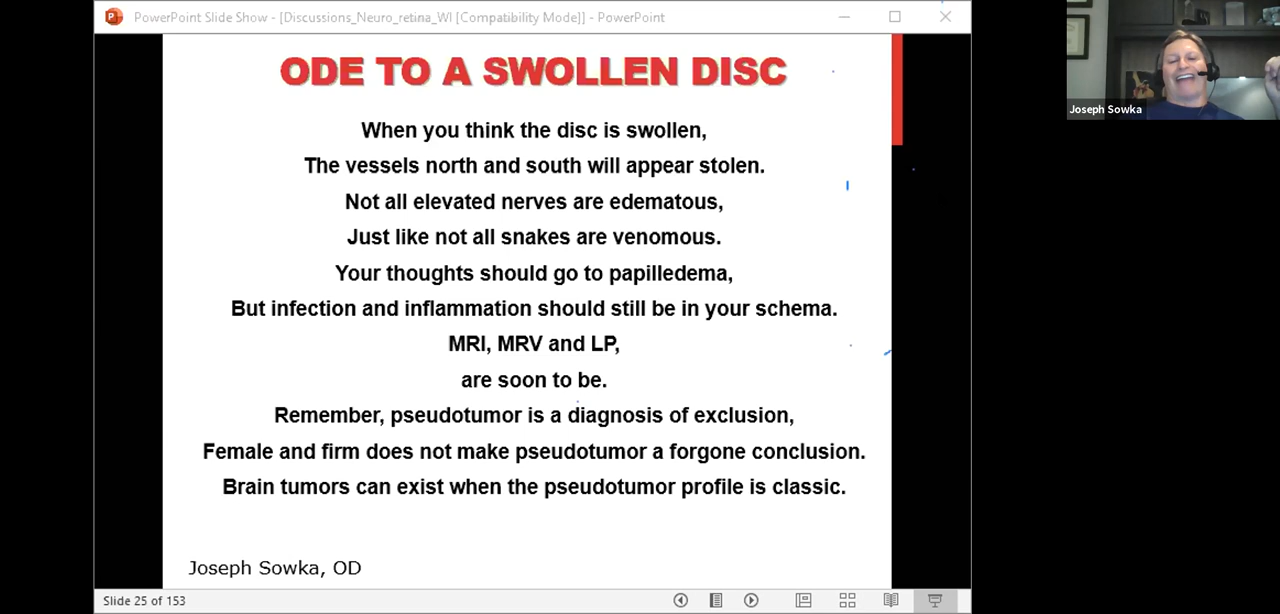 PowerPoint Slide Show - [Discussions_Neuro_retina_WI [Compatibility Mode]] - PowerPoint
ODE TO A SWOLLEN DISC
When you think the disc is swollen,
The vessels north and south will appear stolen.
Not all elevated nerves are edematous,
Just like not all snakes are venomous.
Your thoughts should go to papilledema,
But infection and inflammation should still be in your schema.
MRI, MRV and LP,
are soon to be.
Remember, pseudotumor is a diagnosis of exclusion,
Female and firm does not make pseudotumor a forgone conclusion.
Brain tumors can exist when the pseudotumor profile is classic.
Joseph Sowka, OD
Slide 25 of 153
Joseph Sowka